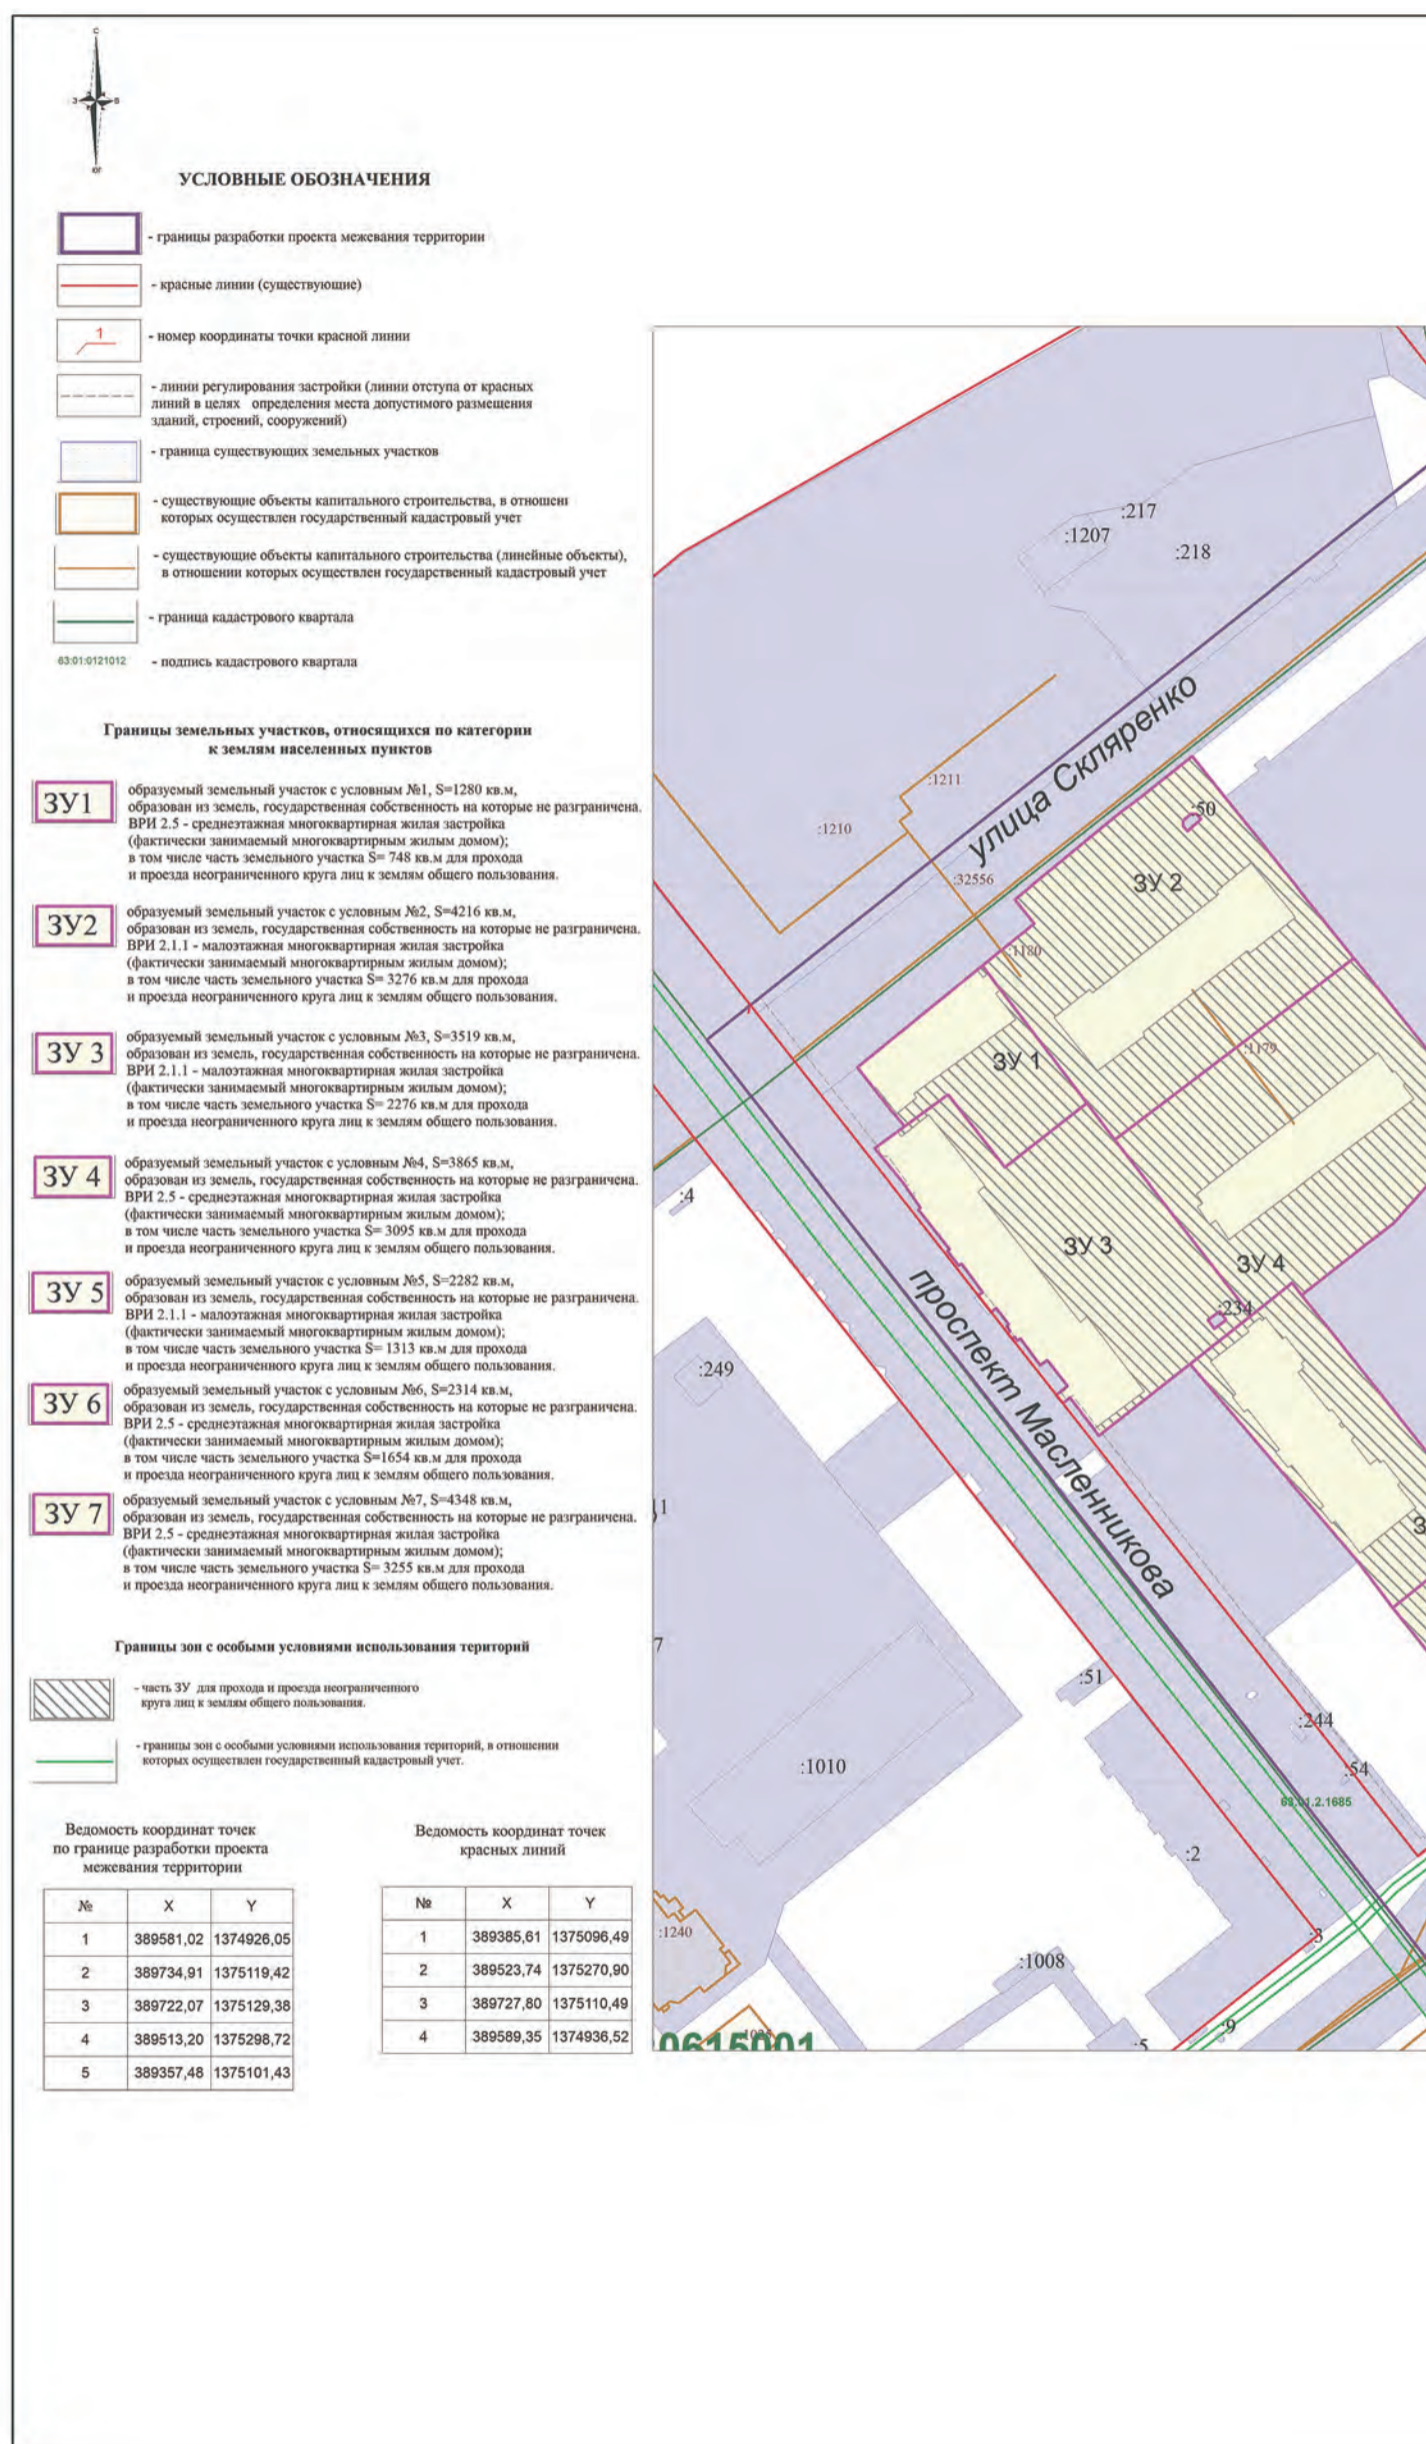 С
З
В
Ю
УСЛОВНЫЕ ОБОЗНАЧЕНИЯ
- границы разработки проекта межевания территории
- красные линии (существующие)
1
- номер координаты точки красной линии
- линии регулирования застройки (линии отступа от красных
линий в целях определения места допустимого размещения
зданий, строений, сооружений)
- граница существующих земельных участков
- существующие объекты капитального строительства, в отношени
которых осуществлен государственный кадастровый учет
- существующие объекты капитального строительства (линейные объекты),
в отношении которых осуществлен государственный кадастровый учет
- граница кадастрового квартала
63:01:0121012
- подпись кадастрового квартала
Границы земельных участков, относящихся по категории
к землям населенных пунктов
ЗУ1
образуемый земельный участок с условным №1, S=1280 кв.м,
образован из земель, государственная собственность на которые не разграничена.
ВРИ 2.5 - среднеэтажная многоквартирная жилая застройка
(фактически занимаемый многоквартирным жилым домом);
в том числе часть земельного участка S= 748 кв.м для прохода
и проезда неограниченного круга лиц к землям общего пользования.
ЗУ2
образуемый земельный участок с условным №2, S=4216 кв.м,
образован из земель, государственная собственность на которые не разграничена.
ВРИ 2.1.1 - малоэтажная многоквартирная жилая застройка
(фактически занимаемый многоквартирным жилым домом);
в том числе часть земельного участка S= 3276 кв.м для прохода
и проезда неограниченного круга лиц к землям общего пользования.
ЗУ 3
образуемый земельный участок с условным №3, S=3519 кв.м,
образован из земель, государственная собственность на которые не разграничена.
ВРИ 2.1.1 - малоэтажная многоквартирная жилая застройка
(фактически занимаемый многоквартирным жилым домом);
в том числе часть земельного участка S= 2276 кв.м для прохода
и проезда неограниченного круга лиц к землям общего пользования.
ЗУ 4
образуемый земельный участок с условным №4, S=3865 кв.м,
образован из земель, государственная собственность на которые не разграничена.
ВРИ 2.5 - среднеэтажная многоквартирная жилая застройка
(фактически занимаемый многоквартирным жилым домом);
в том числе часть земельного участка S= 3095 кв.м для прохода
и проезда неограниченного круга лиц к землям общего пользования.
ЗУ 5
образуемый земельный участок с условным №5, S=2282 кв.м,
образован из земель, государственная собственность на которые не разграничена.
ВРИ 2.1.1 - малоэтажная многоквартирная жилая застройка
(фактически занимаемый многоквартирным жилым домом);
в том числе часть земельного участка S= 1313 кв.м для прохода
и проезда неограниченного круга лиц к землям общего пользования.
ЗУ 6
образуемый земельный участок с условным №6, S=2314 кв.м,
образован из земель, государственная собственность на которые не разграничена.
ВРИ 2.5 - среднеэтажная многоквартирная жилая застройка
(фактически занимаемый многоквартирным жилым домом);
в том числе часть земельного участка S=1654 кв.м для прохода
и проезда неограниченного круга лиц к землям общего пользования.
ЗУ 7
образуемый земельный участок с условным №7, S=4348 кв.м,
образован из земель, государственная собственность на которые не разграничена.
ВРИ 2.5 - среднеэтажная многоквартирная жилая застройка
(фактически занимаемый многоквартирным жилым домом);
в том числе часть земельного участка S= 3255 кв.м для прохода
и проезда неограниченного круга лиц к землям общего пользования.
Границы зон с особыми условиями использования територий
- часть ЗУ для прохода и проезда неограниченного
круга лиц к землям общего пользования.
- границы зон с особыми условиями использования територий, в отношении
которых осуществлен государственный кадастровый учет.
Ведомость координат точек
по границе разработки проекта
межевания территории
№ X Y
1 389581,02 1374926,05
2 389734,91 1375119,42
3 389722,07 1375129,38
4 389513,20 1375298,72
5 389357,48 1375101,43
Ведомость координат точек
красных линий
№ X Y
1 389385,61 1375096,49
2 389523,74 1375270,90
3 389727,80 1375110,49
4 389589,35 1374936,52
:217
:1207
:218
улица Скляренко
:1211
:1210
:32556
:50
ЗУ 2
:1180
ЗУ 1
:1179
:4
ЗУ 3
ЗУ 4
:234
проспект Масленникова
:249
:51
:244
:54
63.01.2.1685
:1010
:2
:3
:1240
:1008
:9
:5
0615001